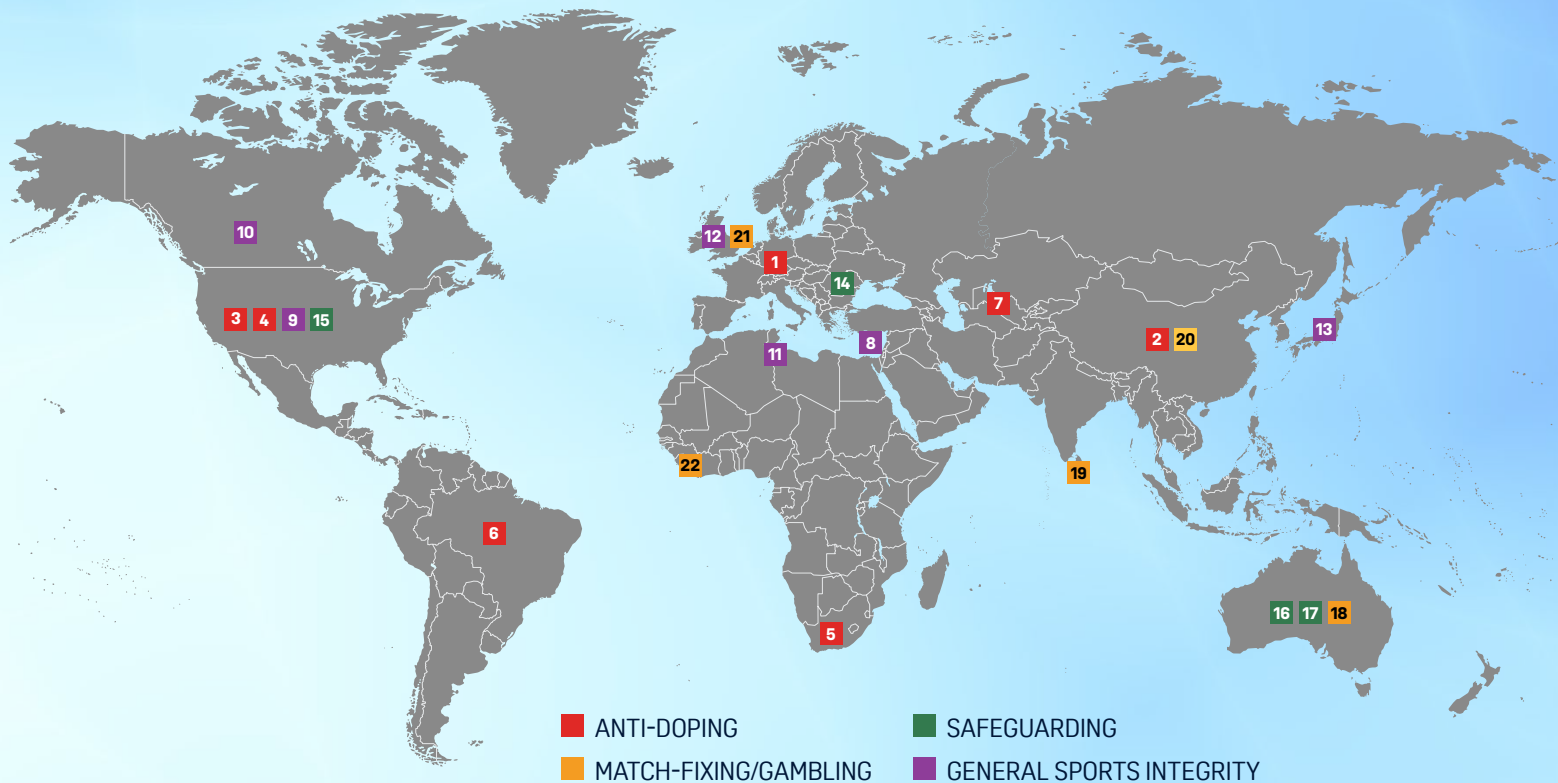 10
12 21
1
14
3 4 9 15
7
13
2 20
8
11
22
19
6
16 17 18
5
ANTI-DOPING
SAFEGUARDING
MATCH-FIXING/GAMBLING
GENERAL SPORTS INTEGRITY